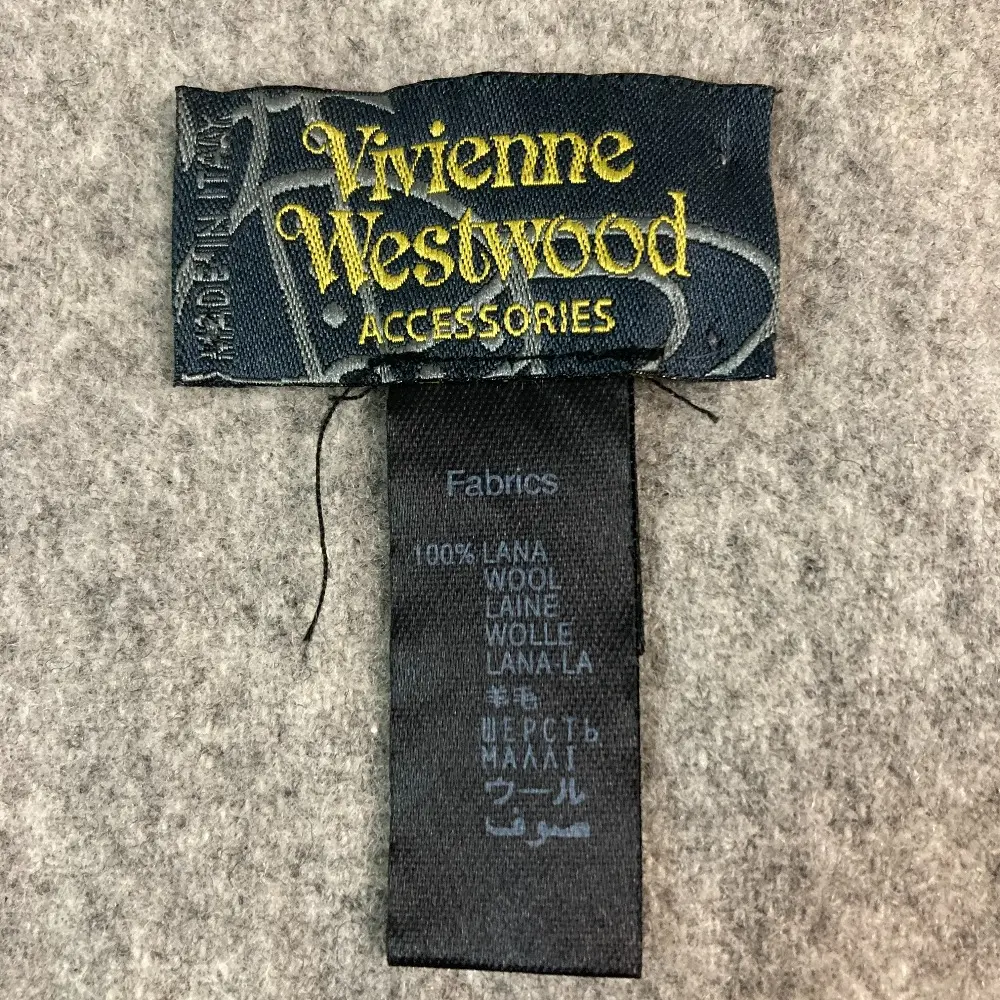 Vivienne
Westwood
ACCESSORIES
MADE IN ITALY
Fabrics
100% LANA
WOOL
LAINE
WOLLE
LANA-LA
羊毛
ШЕРСТЬ
ΜΑΛΛΙ
ウール
صوف